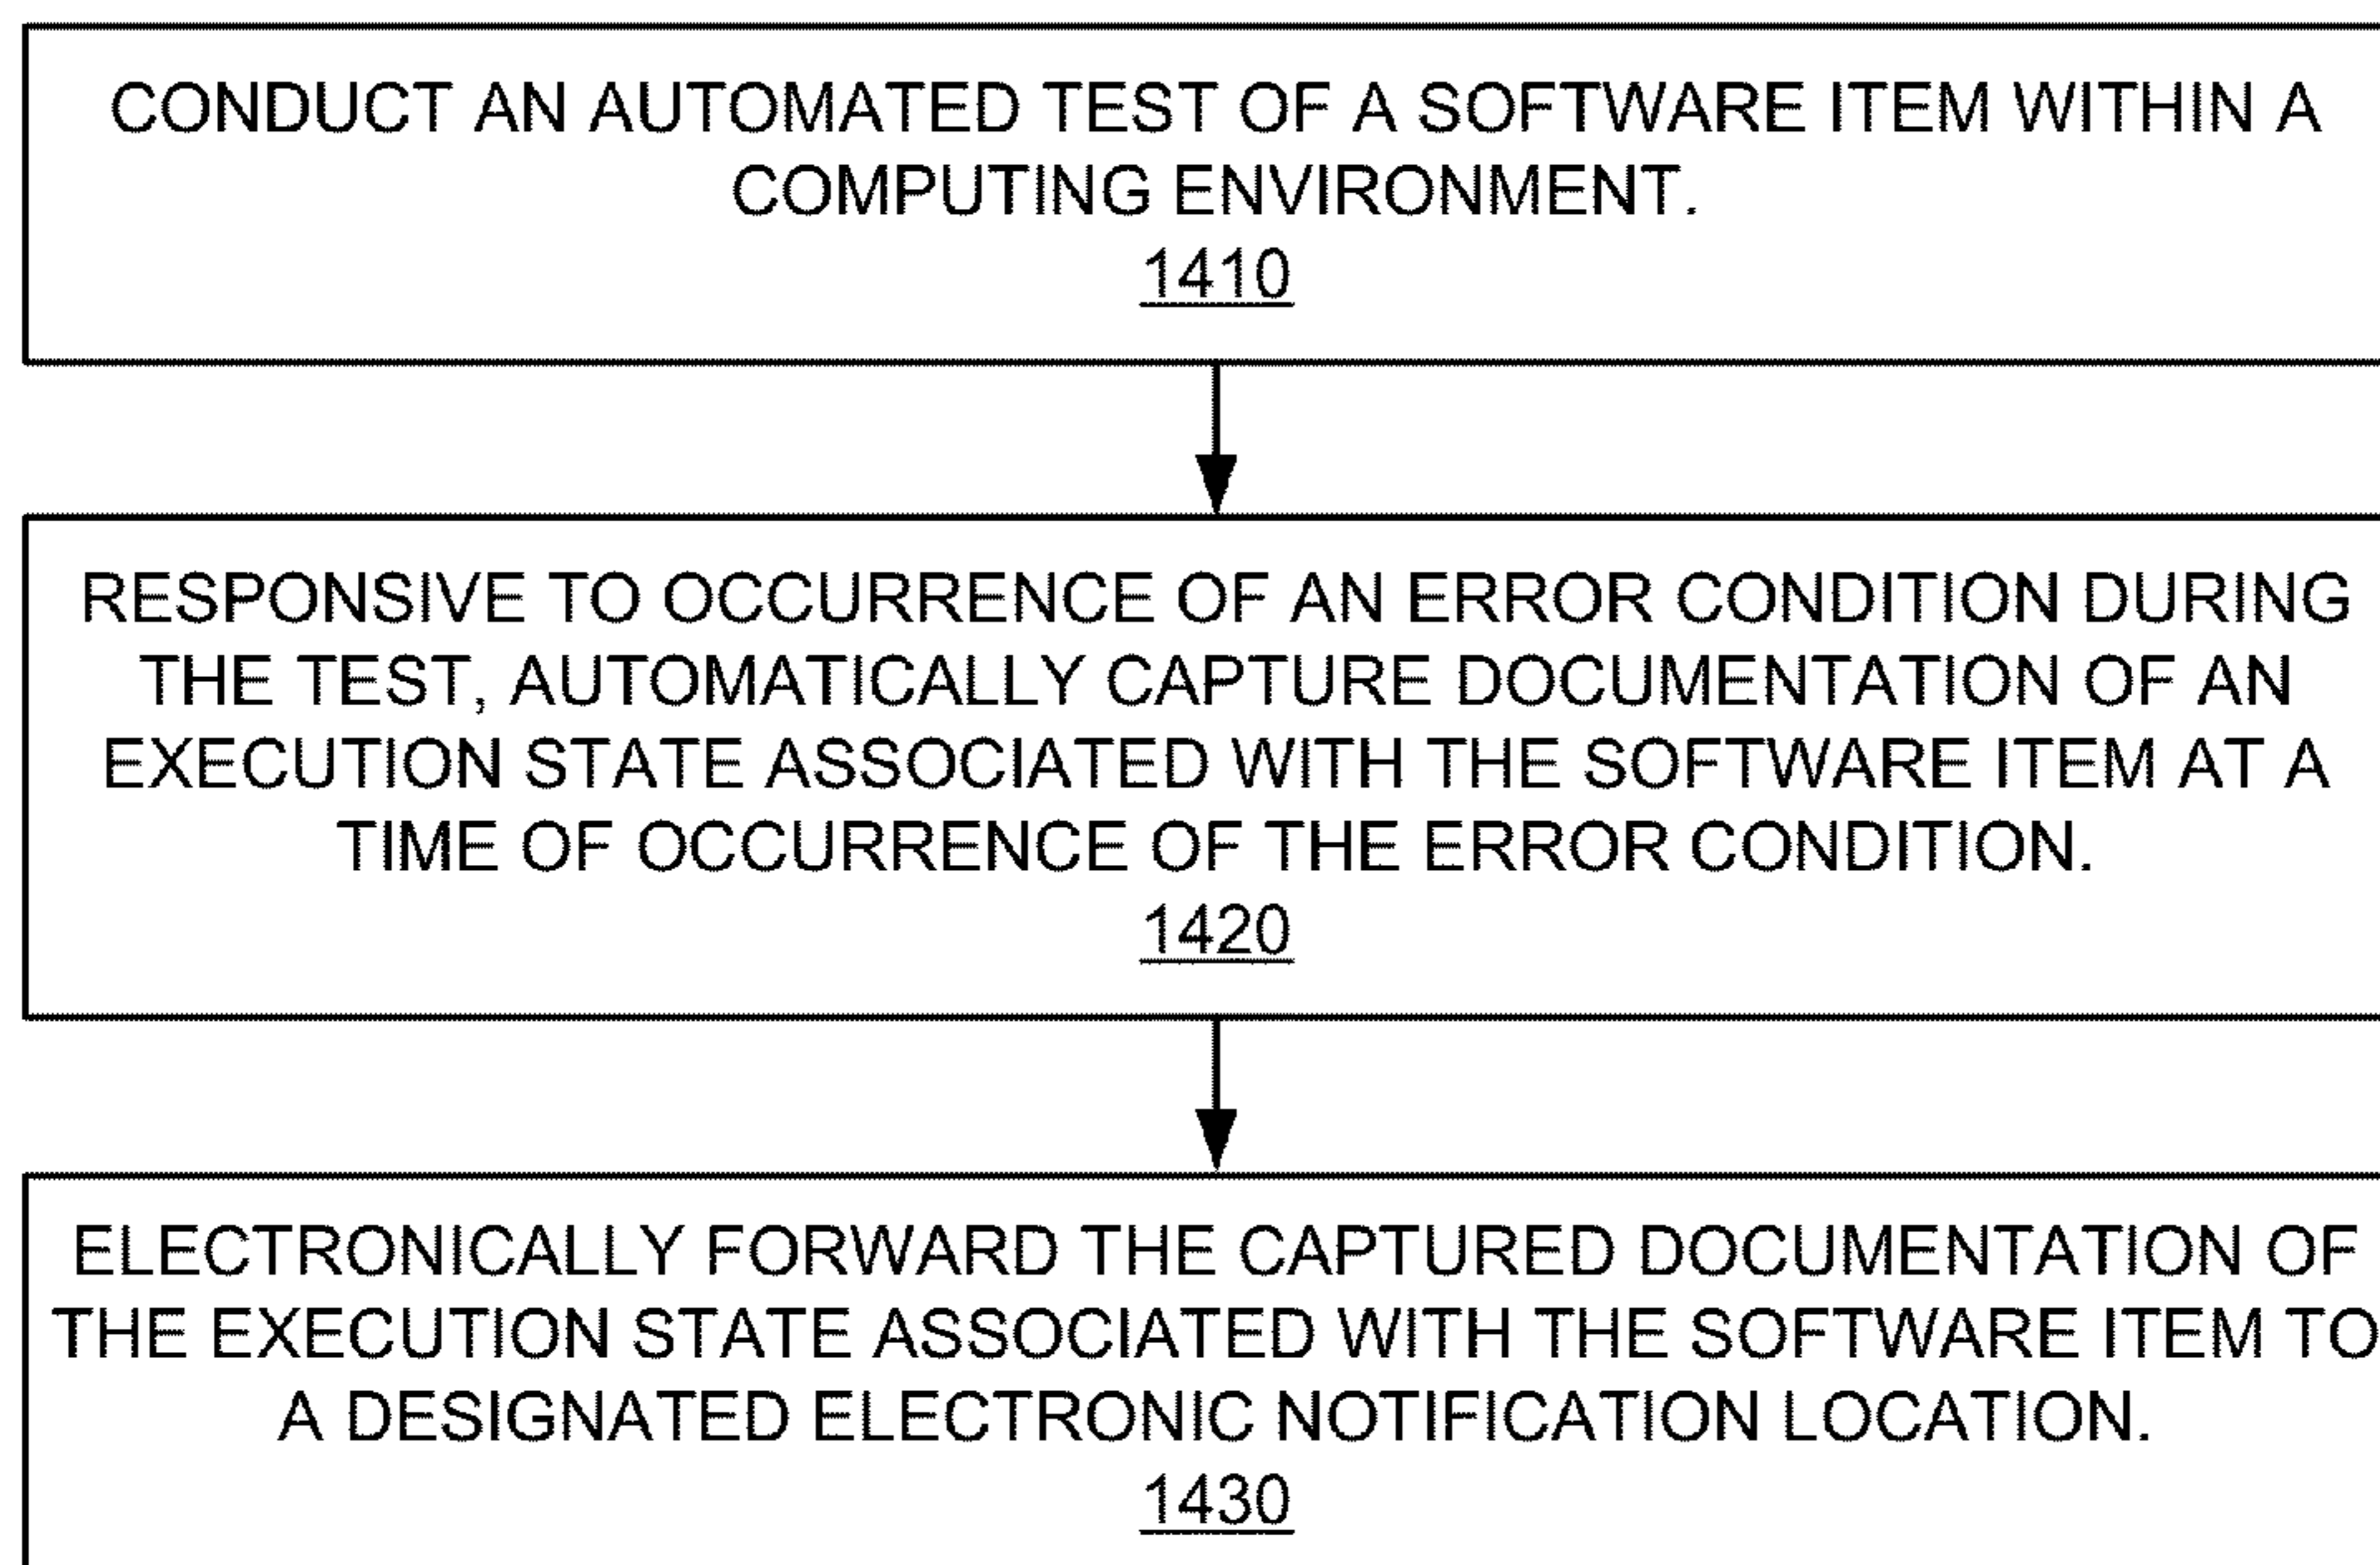 CONDUCT AN AUTOMATED TEST OF A SOFTWARE ITEM WITHIN A
COMPUTING ENVIRONMENT.
1410
RESPONSIVE TO OCCURRENCE OF AN ERROR CONDITION DURING
THE TEST, AUTOMATICALLY CAPTURE DOCUMENTATION OF AN
EXECUTION STATE ASSOCIATED WITH THE SOFTWARE ITEM AT A
TIME OF OCCURRENCE OF THE ERROR CONDITION.
1420
ELECTRONICALLY FORWARD THE CAPTURED DOCUMENTATION OF
THE EXECUTION STATE ASSOCIATED WITH THE SOFTWARE ITEM TO
A DESIGNATED ELECTRONIC NOTIFICATION LOCATION.
1430